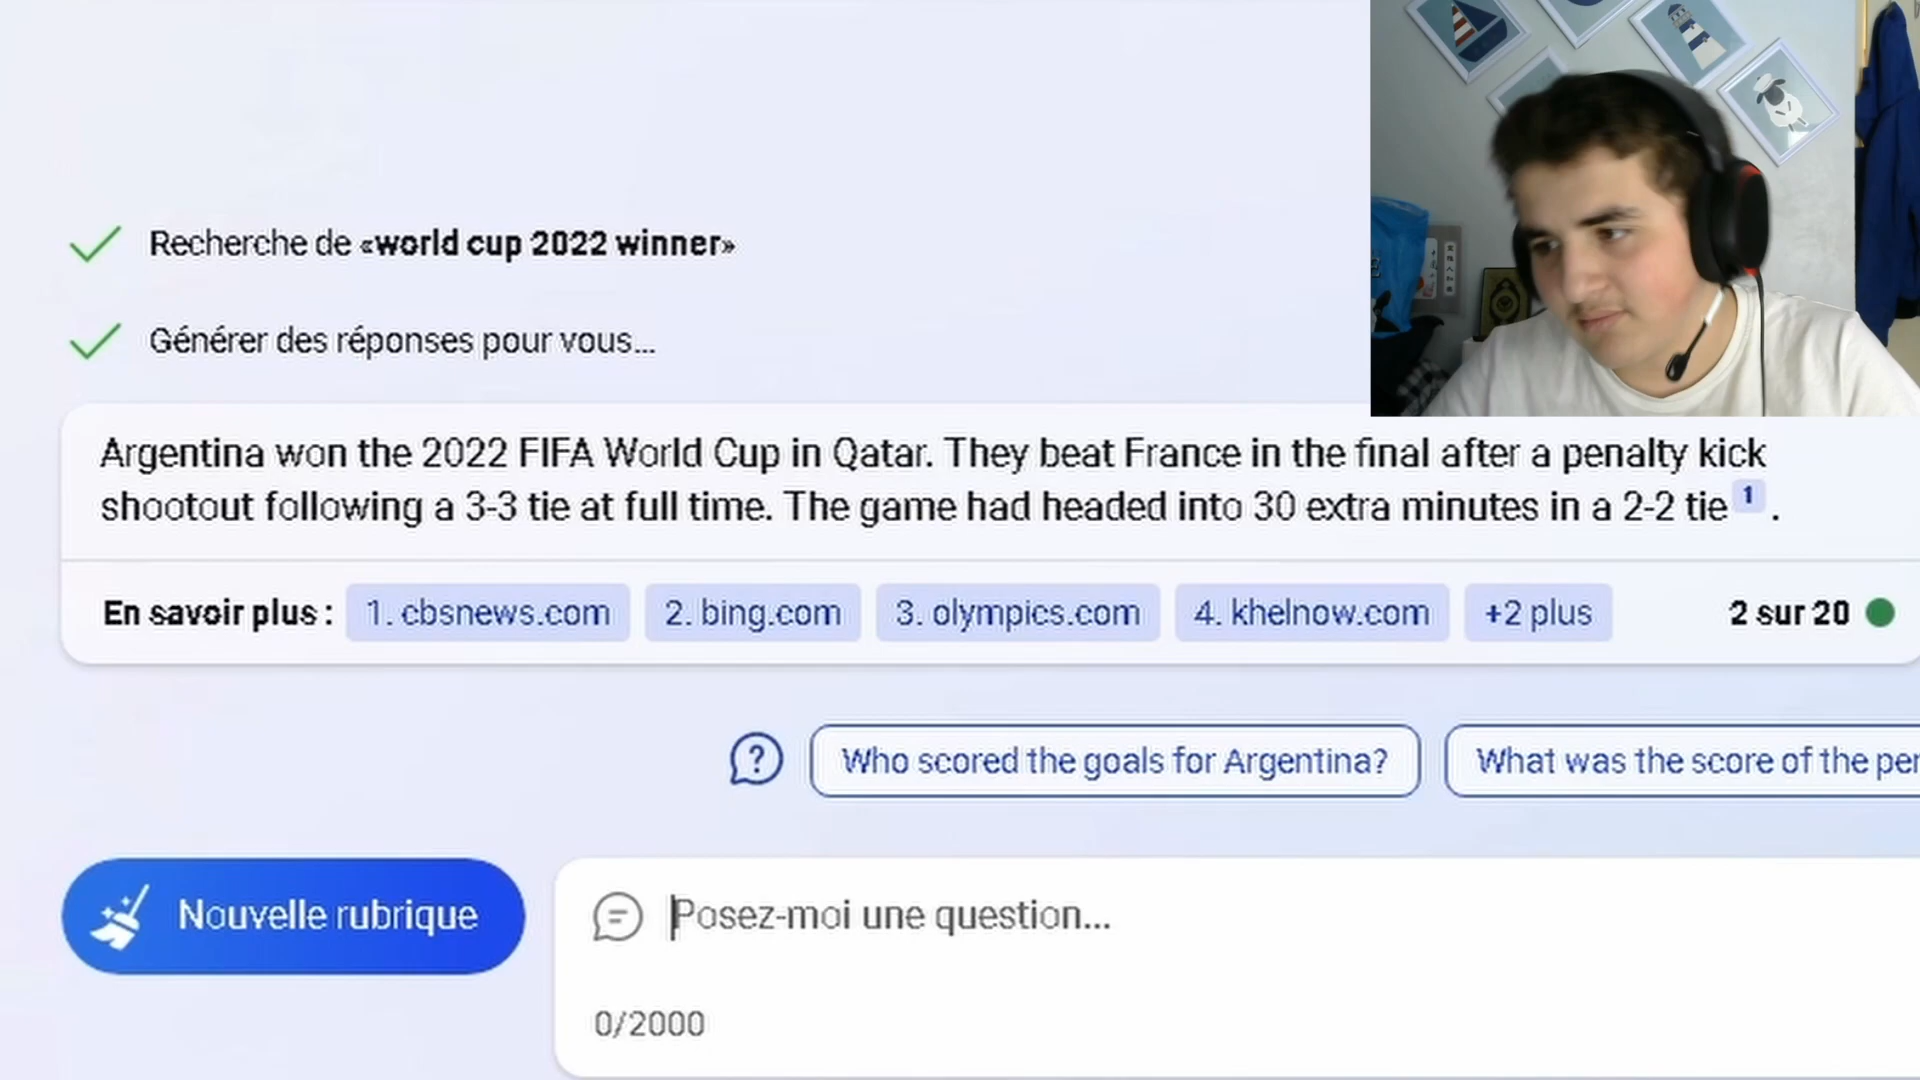 Recherche de «world cup 2022 winner»
Générer des réponses pour vous...
Argentina won the 2022 FIFA World Cup in Qatar. They beat France in the final after a penalty kick
shootout following a 3-3 tie at full time. The game had headed into 30 extra minutes in a 2-2 tie 1 .
En savoir plus : 1. cbsnews.com 2. bing.com 3. olympics.com 4. khelnow.com +2 plus 2 sur 20
Who scored the goals for Argentina? What was the score of the
Nouvelle rubrique
Posez-moi une question...
0/2000